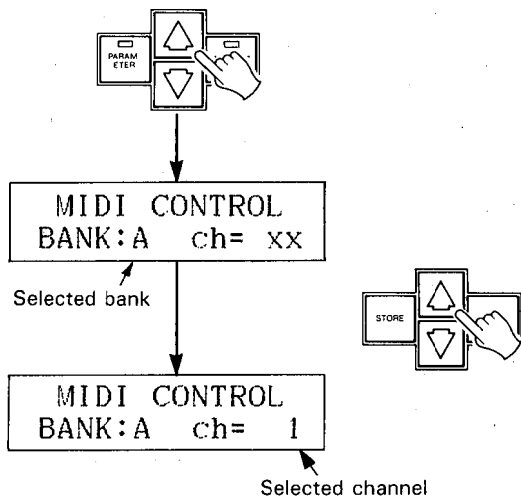 PARAM
ETER
MIDI CONTROL
BANK:A ch= xx
Selected bank
STORE
MIDI CONTROL
BANK:A ch= 1
Selected channel